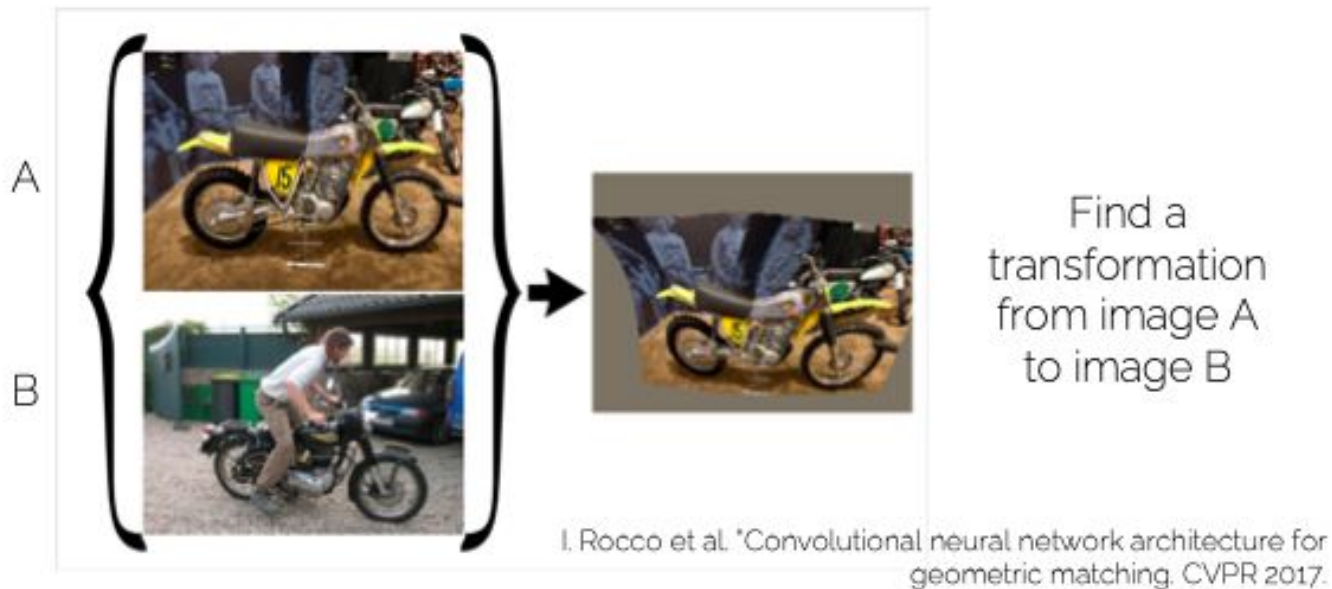 A
B
15
5
Find a
transformation
from image A
to image B
I. Rocco et al. "Convolutional neural network architecture for
geometric matching. CVPR 2017.